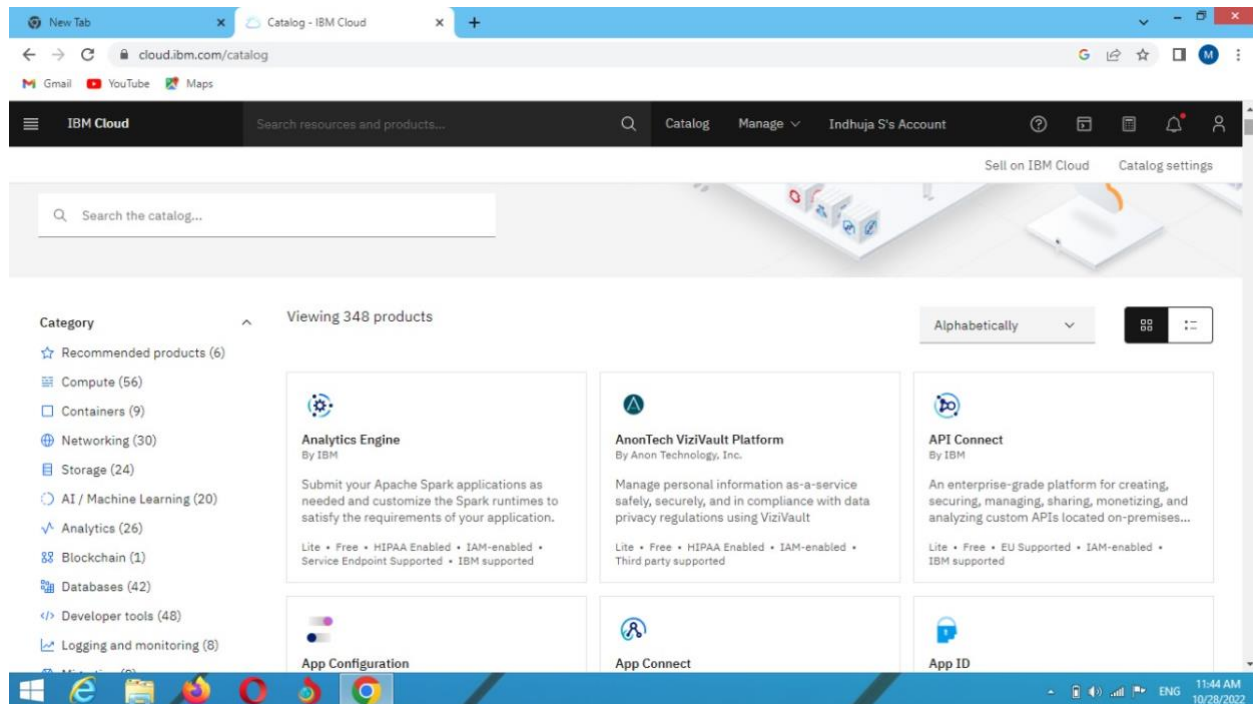 New Tab
Catalog - IBM Cloud
cloud.ibm.com/catalog
G
M
Gmail
YouTube
Maps
IBM Cloud
Search resources and products...
Catalog
Manage
Indhuja S's Account
Sell on IBM Cloud
Catalog settings
Search the catalog...
Category
Recommended products (6)
Compute (56)
Containers (9)
Networking (30)
Storage (24)
AI / Machine Learning (20)
Analytics (26)
Blockchain (1)
Databases (42)
Developer tools (48)
Logging and monitoring (8)
Viewing 348 products
Alphabetically
Analytics Engine
By IBM
Submit your Apache Spark applications as
needed and customize the Spark runtimes to
satisfy the requirements of your application.
Lite • Free • HIPAA Enabled • IAM-enabled •
Service Endpoint Supported • IBM supported
AnonTech ViziVault Platform
By Anon Technology, Inc.
Manage personal information as-a-service
safely, securely, and in compliance with data
privacy regulations using ViziVault
Lite • Free • HIPAA Enabled • IAM-enabled •
Third party supported
API Connect
By IBM
An enterprise-grade platform for creating,
securing, managing, sharing, monetizing, and
analyzing custom APIs located on-premises...
Lite • Free • EU Supported • IAM-enabled •
IBM supported
App Configuration
App Connect
App ID
ENG
11:44 AM
10/28/2022